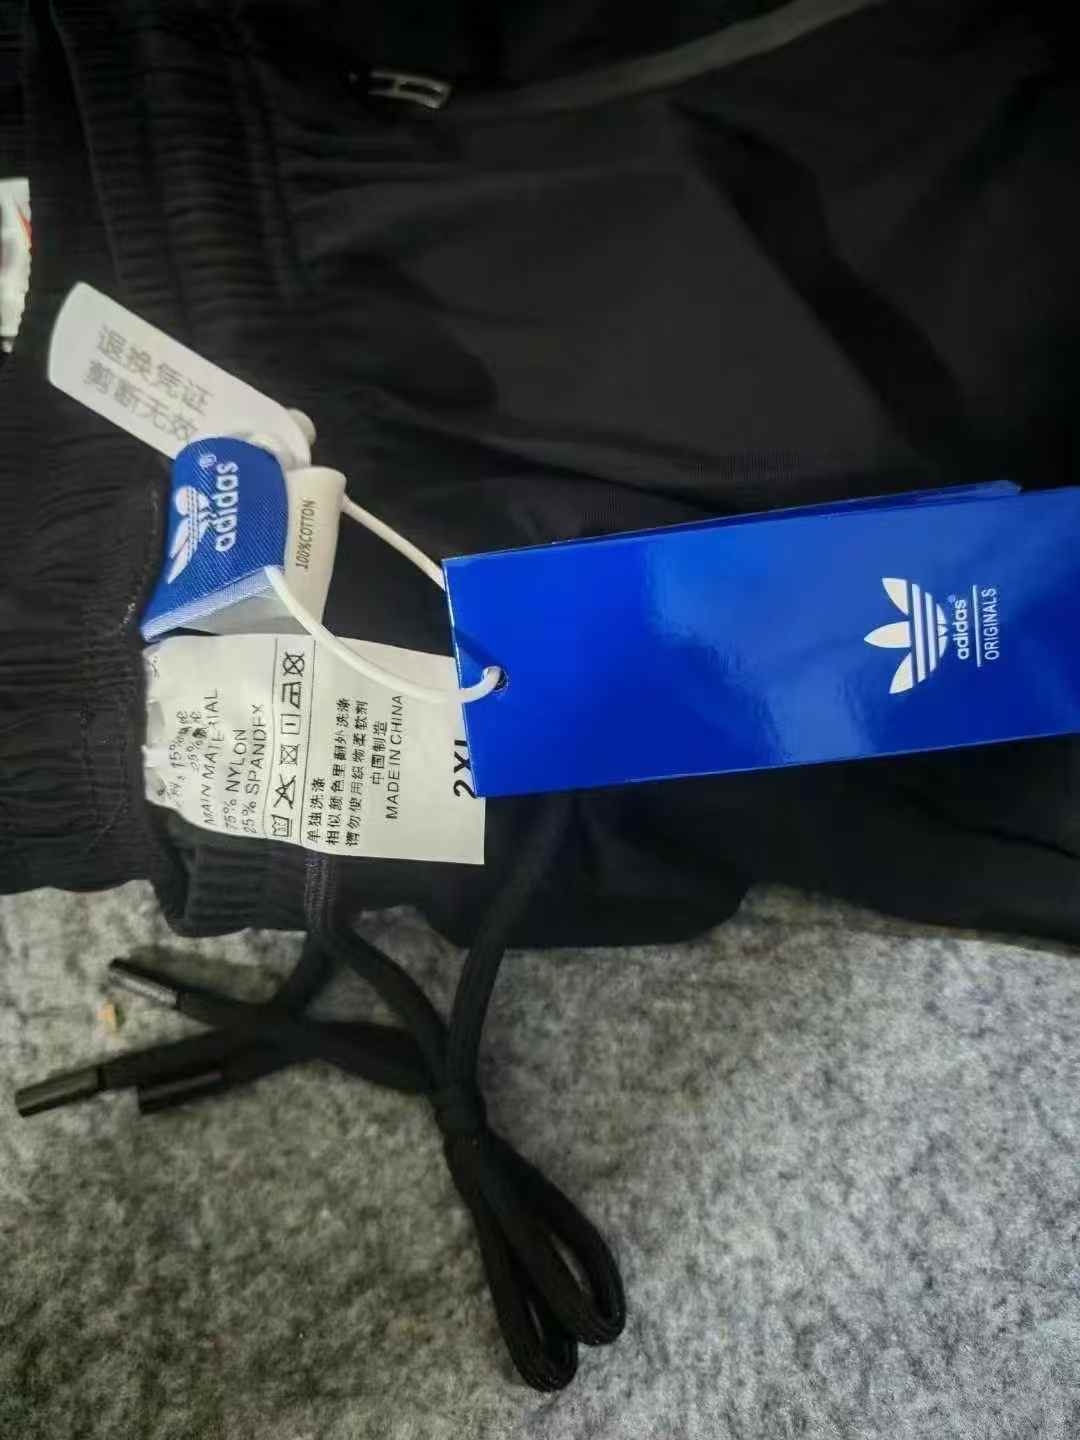 退换凭证
剪断无效
adidas®
100%COTTON
MAIN MATERIAL
75% NYLON
25% SPANDEX
单独洗涤
相似颜色里翻外洗涤
请勿使用织物柔软剂
中国制造
MADE IN CHINA
adidas®
ORIGINALS